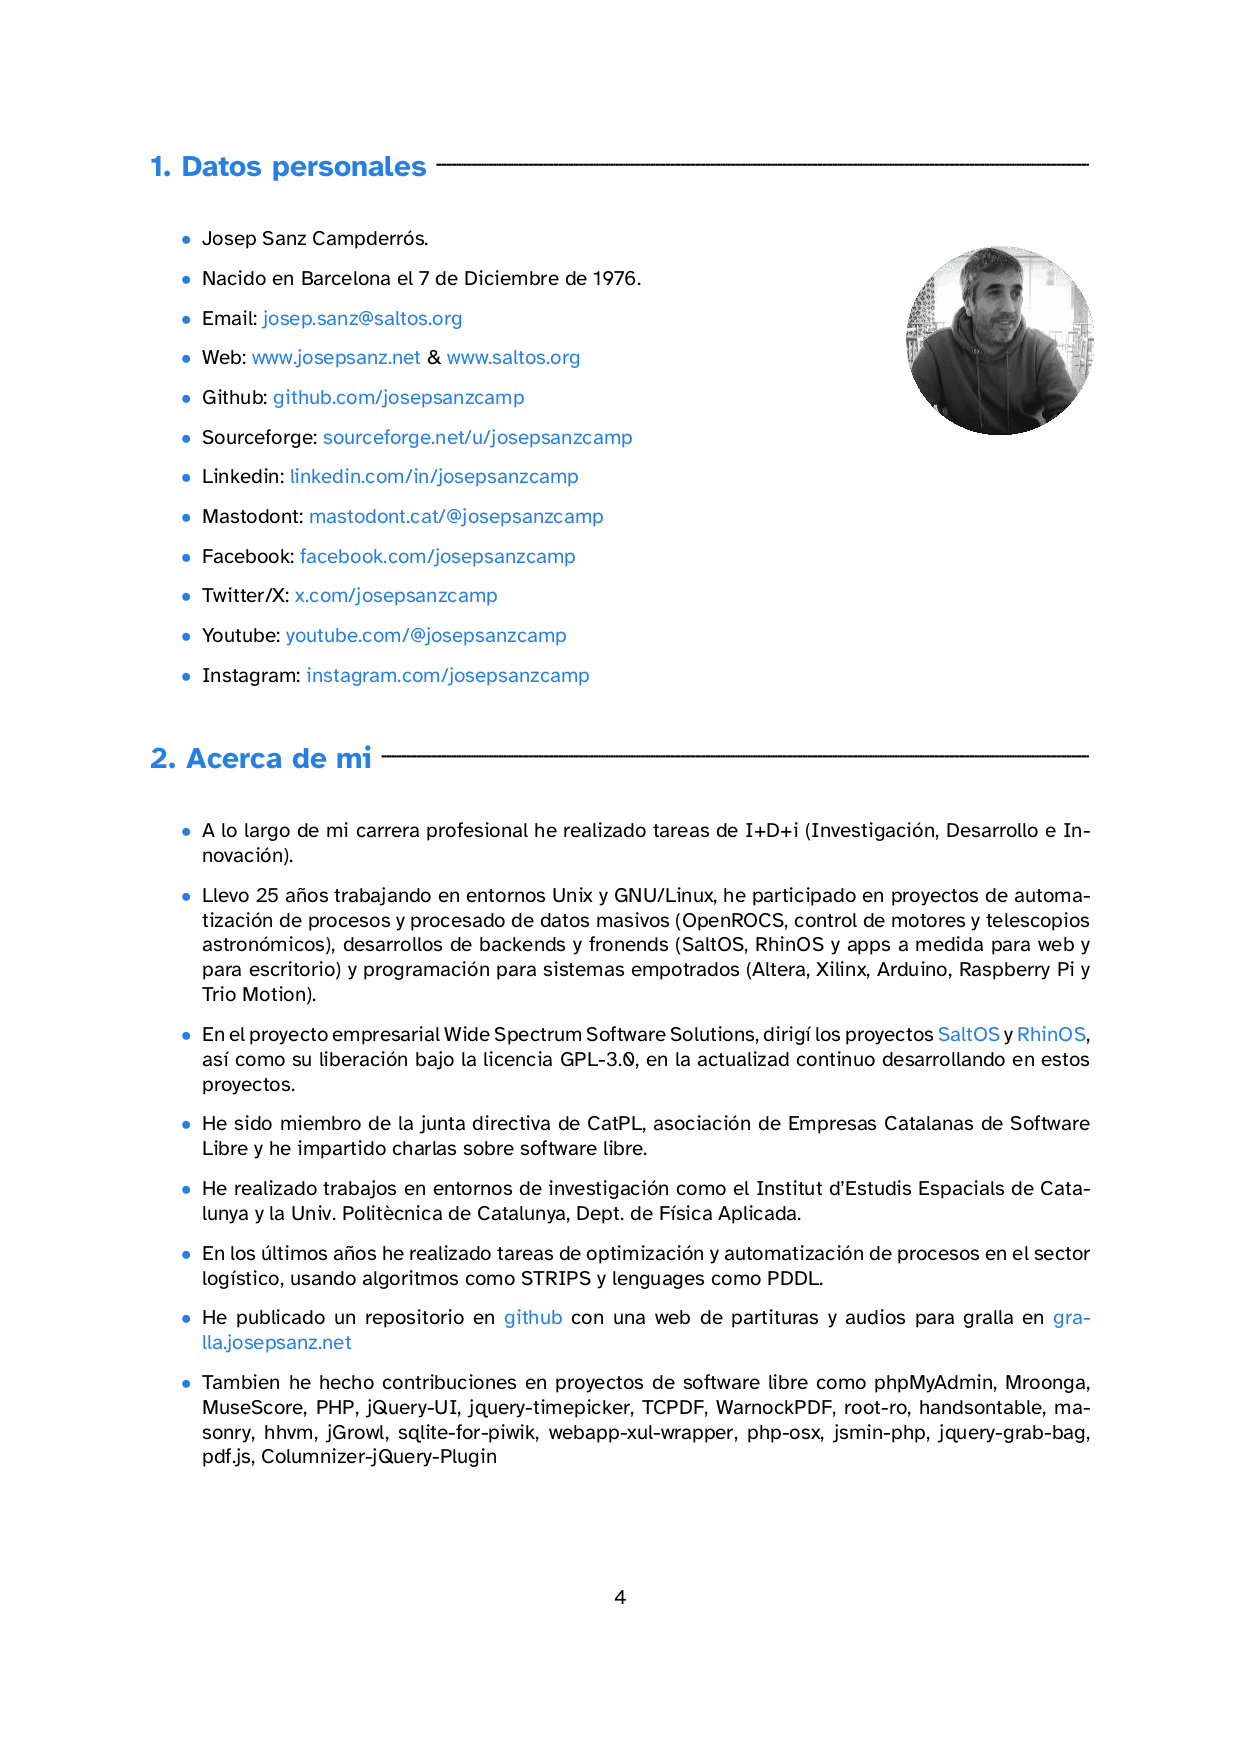 1. Datos personales
• Josep Sanz Campderrós.
• Nacido en Barcelona el 7 de Diciembre de 1976.
• Email: josep.sanz@saltos.org
• Web: www.josepsanz.net & www.saltos.org
• Github: github.com/josepsanzcamp
• Sourceforge: sourceforge.net/u/josepsanzcamp
• Linkedin: linkedin.com/in/josepsanzcamp
• Mastodont: mastodont.cat/@josepsanzcamp
• Facebook: facebook.com/josepsanzcamp
• Twitter/X: x.com/josepsanzcamp
• Youtube: youtube.com/@josepsanzcamp
• Instagram: instagram.com/josepsanzcamp
2. Acerca de mi
• A lo largo de mi carrera profesional he realizado tareas de I+D+i (Investigación, Desarrollo e In-
novación).
• Llevo 25 años trabajando en entornos Unix y GNU/Linux, he participado en proyectos de automa-
tización de procesos y procesado de datos masivos (OpenROCS, control de motores y telescopios
astronómicos), desarrollos de backends y fronends (SaltOS, RhinOS y apps a medida para web y
para escritorio) y programación para sistemas empotrados (Altera, Xilinx, Arduino, Raspberry Pi y
Trio Motion).
• En el proyecto empresarial Wide Spectrum Software Solutions, dirigí los proyectos SaltOS y RhinOS,
así como su liberación bajo la licencia GPL-3.0, en la actualizad continuo desarrollando en estos
proyectos.
• He sido miembro de la junta directiva de CatPL, asociación de Empresas Catalanas de Software
Libre y he impartido charlas sobre software libre.
• He realizado trabajos en entornos de investigación como el Institut d’Estudis Espacials de Cata-
lunya y la Univ. Politècnica de Catalunya, Dept. de Física Aplicada.
• En los últimos años he realizado tareas de optimización y automatización de procesos en el sector
logístico, usando algoritmos como STRIPS y lenguages como PDDL.
• He publicado un repositorio en github con una web de partituras y audios para gralla en gra-
lla.josepsanz.net
• Tambien he hecho contribuciones en proyectos de software libre como phpMyAdmin, Mroonga,
MuseScore, PHP, jQuery-UI, jquery-timepicker, TCPDF, WarnockPDF, root-ro, handsontable, ma-
sonry, hhvm, jGrowl, sqlite-for-piwik, webapp-xul-wrapper, php-osx, jsmin-php, jquery-grab-bag,
pdf.js, Columnizer-jQuery-Plugin
4